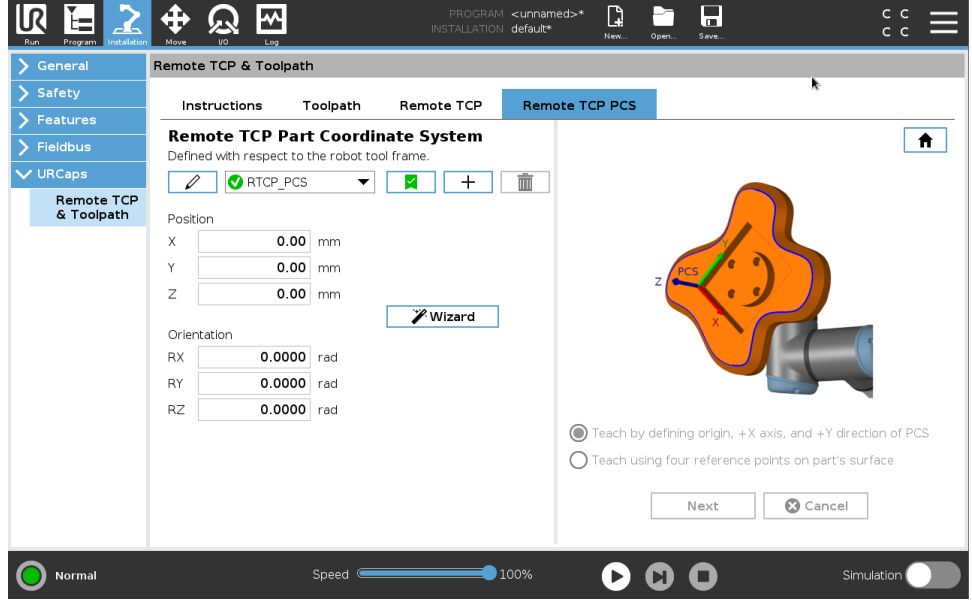 PROGRAM <unnamed>*
INSTALLATION default*
UR
Run
Program
Installation
Move
I/O
Log
New...
Open...
Save...
C C
C C
General
Safety
Features
Fieldbus
URCaps
Remote TCP
& Toolpath
Remote TCP & Toolpath
Instructions
Toolpath
Remote TCP
Remote TCP PCS
Remote TCP Part Coordinate System
Defined with respect to the robot tool frame.
RTCP_PCS
Position
X 0.00 mm
Y 0.00 mm
Z 0.00 mm
Wizard
Orientation
RX 0.0000 rad
RY 0.0000 rad
RZ 0.0000 rad
Y
PCS
Z
X
Teach by defining origin, +X axis, and +Y direction of PCS
Teach using four reference points on part's surface
Next
Cancel
Normal
Speed
100%
Simulation